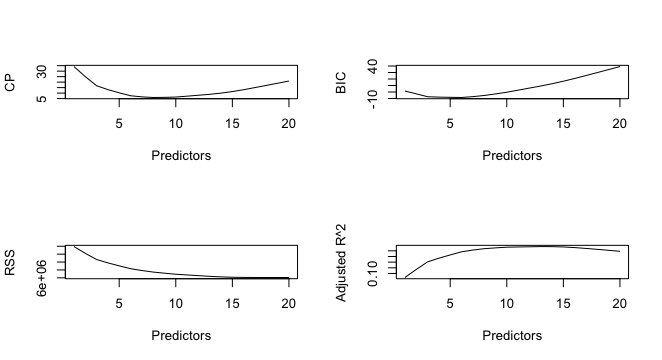 CP
30
5
5 10 15 20
Predictors
BIC
40
-10
5 10 15 20
Predictors
RSS
6e+06
5 10 15 20
Predictors
Adjusted R^2
0.10
5 10 15 20
Predictors